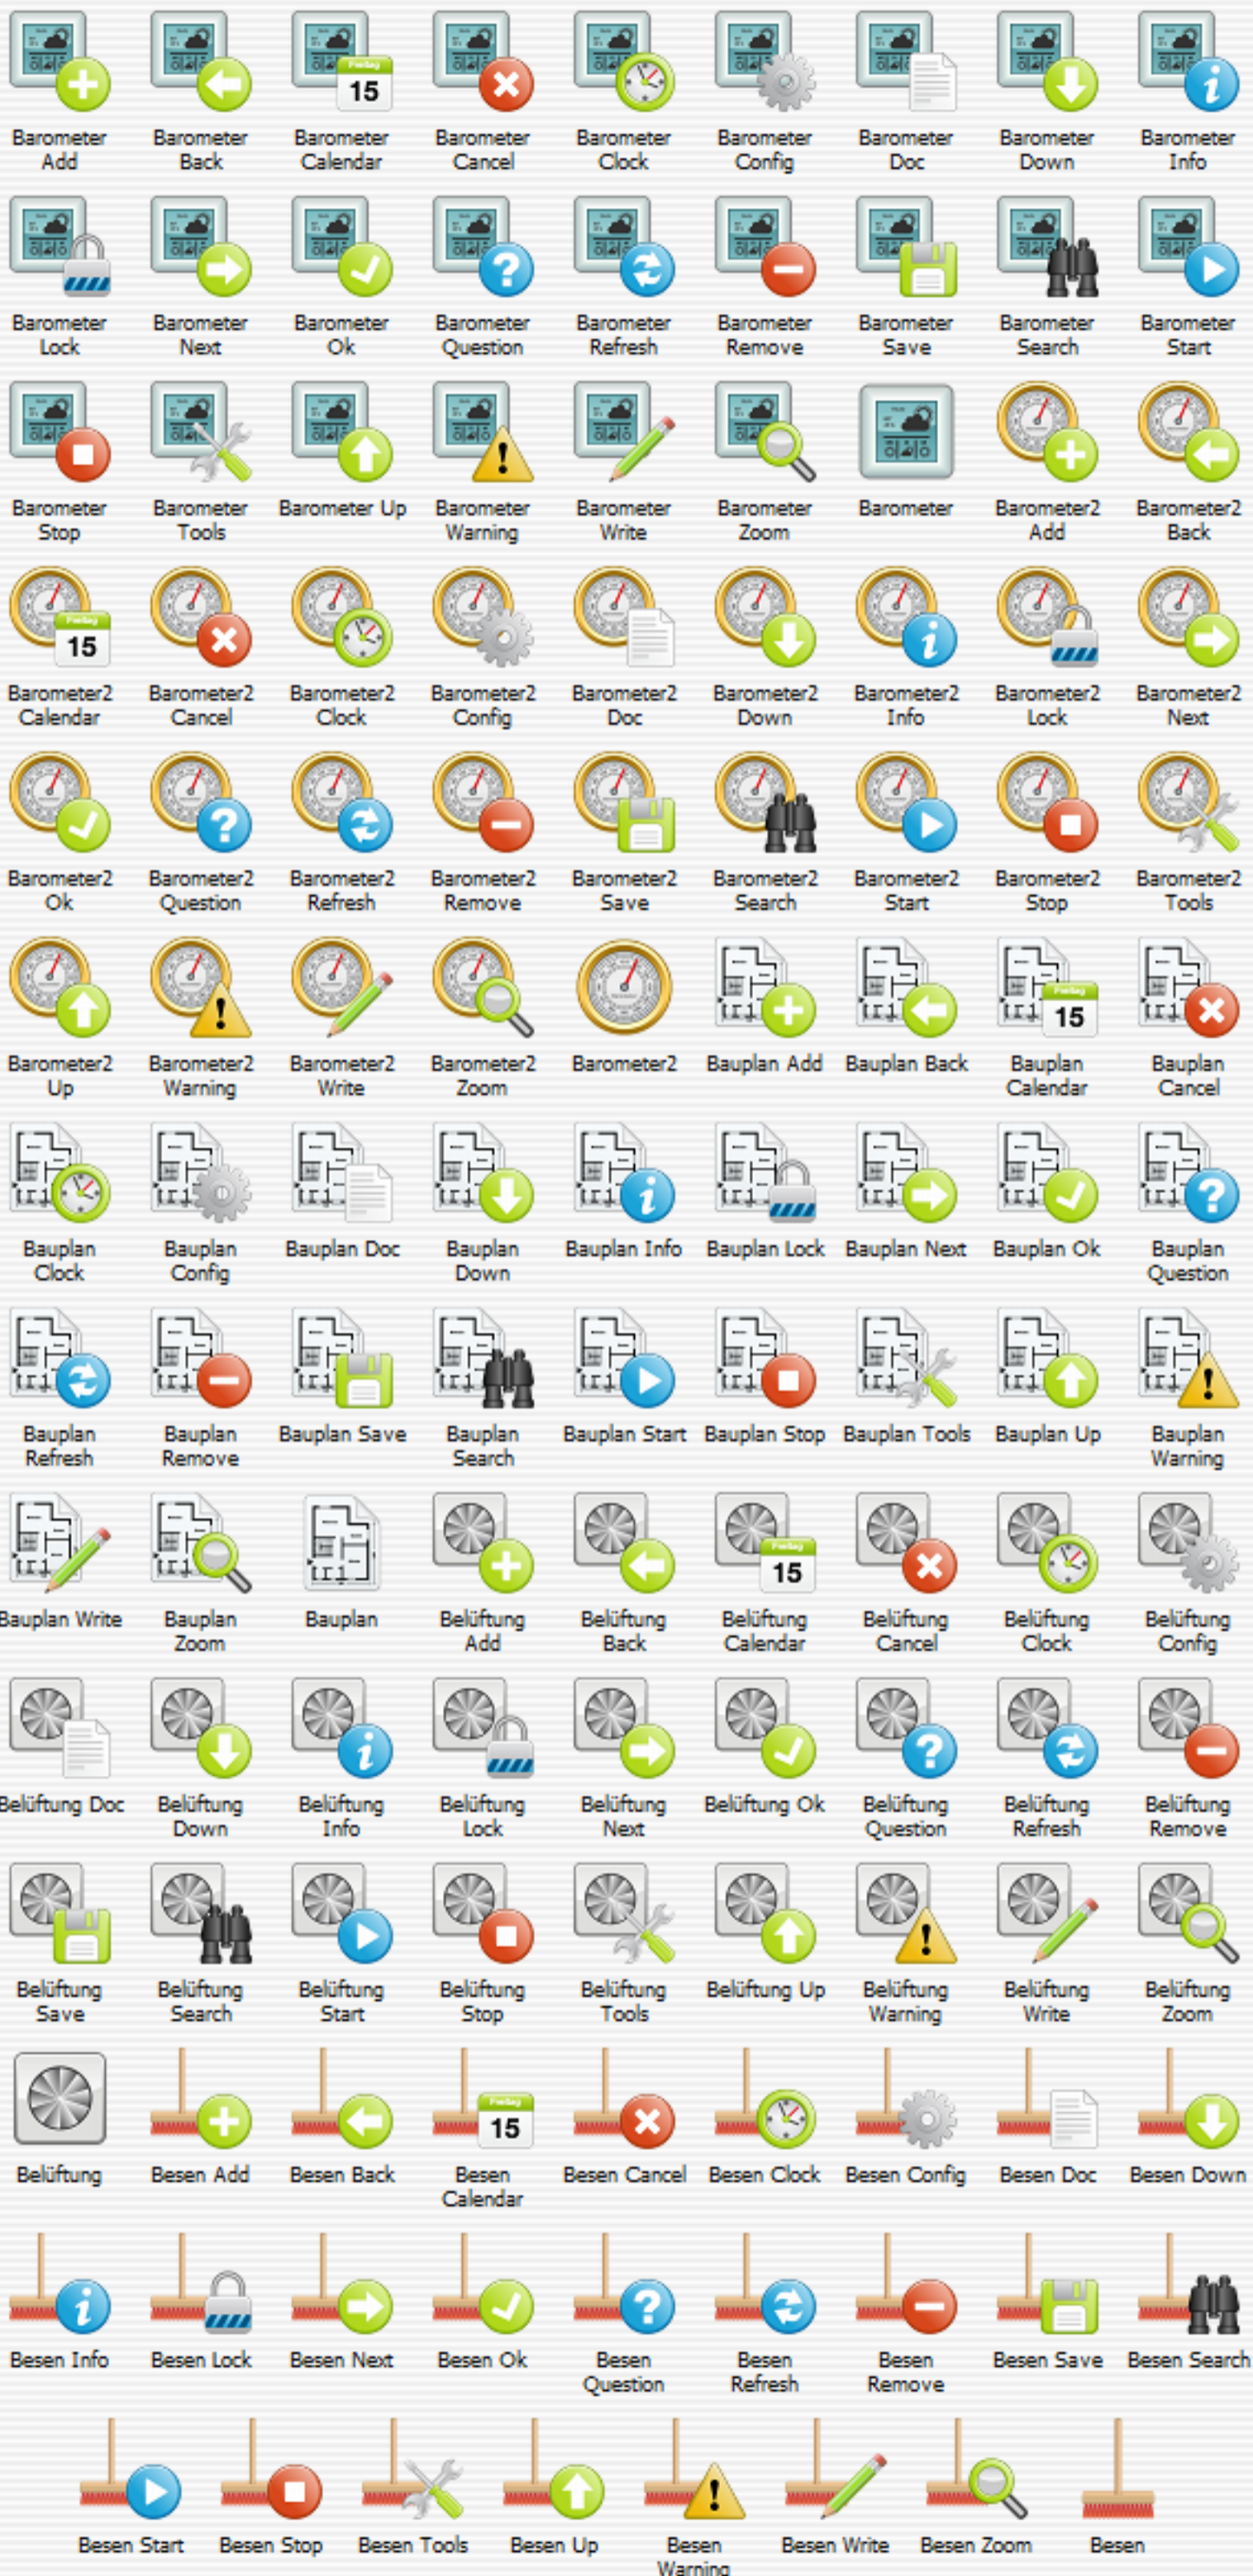 Freitag
15
Barometer Barometer Barometer Barometer Barometer Barometer Barometer Barometer Barometer
Add Back Calendar Cancel Clock Config Doc Down Info
Barometer Barometer Barometer Barometer Barometer Barometer Barometer Barometer Barometer
Lock Next Ok Question Refresh Remove Save Search Start
Barometer Barometer Barometer Up Barometer Barometer Barometer Barometer Barometer2 Barometer2
Stop Tools Warning Write Zoom Add Back
Freitag
15
Barometer2 Barometer2 Barometer2 Barometer2 Barometer2 Barometer2 Barometer2 Barometer2 Barometer2
Calendar Cancel Clock Config Doc Down Info Lock Next
Barometer2 Barometer2 Barometer2 Barometer2 Barometer2 Barometer2 Barometer2 Barometer2 Barometer2
Ok Question Refresh Remove Save Search Start Stop Tools
Freitag
15
Barometer2 Barometer2 Barometer2 Barometer2 Barometer2 Bauplan Add Bauplan Back Bauplan Bauplan
Up Warning Write Zoom Calendar Cancel
Bauplan Bauplan Bauplan Doc Bauplan Bauplan Info Bauplan Lock Bauplan Next Bauplan Ok Bauplan
Clock Config Down Question
Bauplan Bauplan Bauplan Save Bauplan Bauplan Start Bauplan Stop Bauplan Tools Bauplan Up Bauplan
Refresh Remove Search Warning
Freitag
15
Bauplan Write Bauplan Bauplan Belüftung Belüftung Belüftung Belüftung Belüftung Belüftung
Zoom Add Back Calendar Cancel Clock Config
Belüftung Doc Belüftung Belüftung Belüftung Belüftung Belüftung Ok Belüftung Belüftung Belüftung
Down Info Lock Next Question Refresh Remove
Belüftung Belüftung Belüftung Belüftung Belüftung Belüftung Up Belüftung Belüftung Belüftung
Save Search Start Stop Tools Warning Write Zoom
Freitag
15
Belüftung Besen Add Besen Back Besen Besen Cancel Besen Clock Besen Config Besen Doc Besen Down
Calendar
Besen Info Besen Lock Besen Next Besen Ok Besen Besen Besen Besen Save Besen Search
Question Refresh Remove
Besen Start Besen Stop Besen Tools Besen Up Besen Besen Write Besen Zoom Besen
Warning